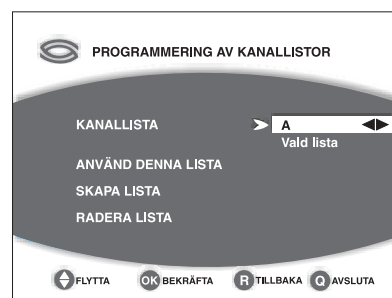 PROGRAMMERING AV KANALLISTOR
KANALLISTA A
Vald lista
ANVÄND DENNA LISTA
SKAPA LISTA
RADERA LISTA
FLYTTA OK BEKRÄFTA R TILLBAKA Q AVSLUTA